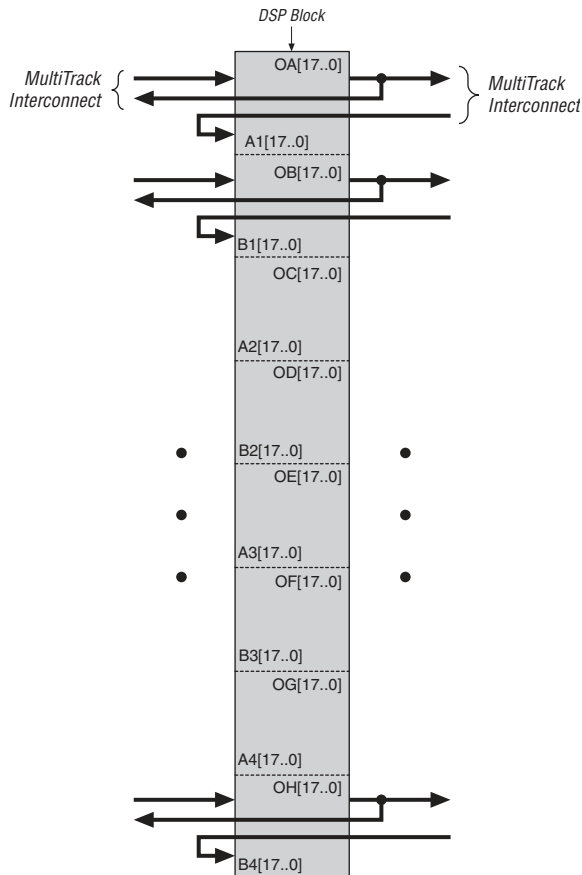 DSP Block
MultiTrack
Interconnect
OA[17..0]
MultiTrack
Interconnect
A1[17..0]
OB[17..0]
B1[17..0]
OC[17..0]
A2[17..0]
OD[17..0]
B2[17..0]
OE[17..0]
A3[17..0]
OF[17..0]
B3[17..0]
OG[17..0]
A4[17..0]
OH[17..0]
B4[17..0]